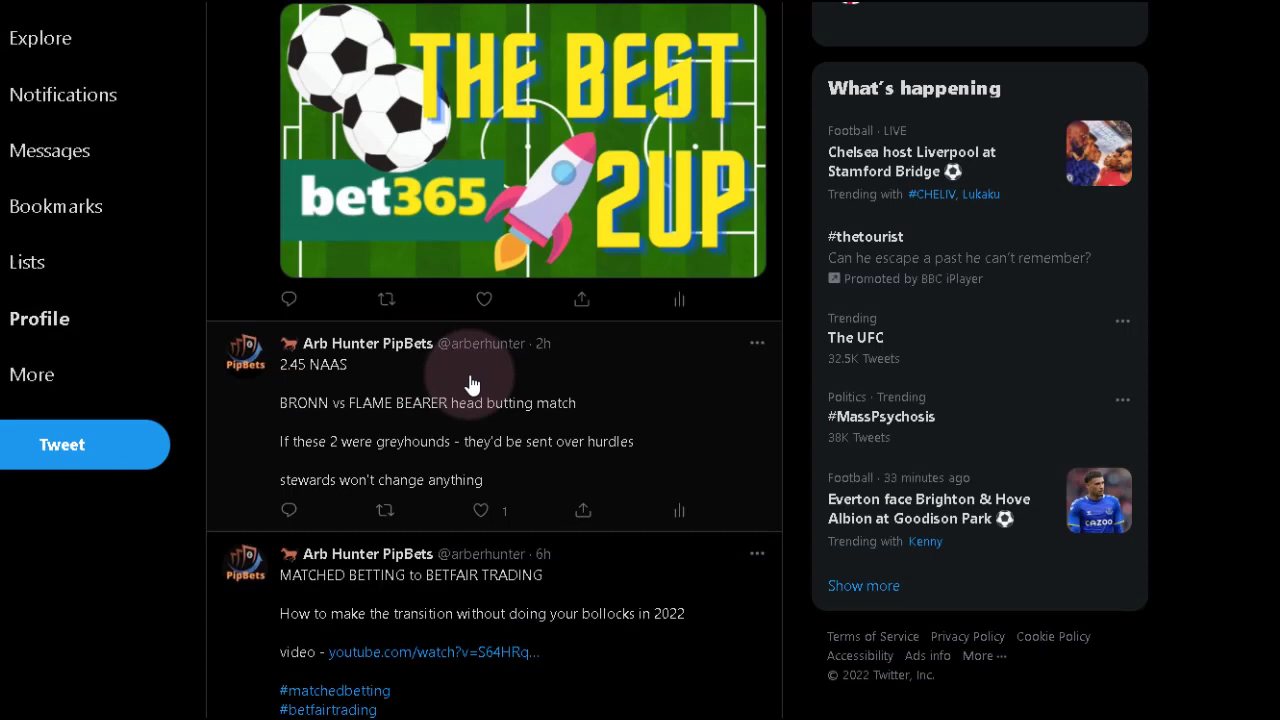 Explore
Notifications
Messages
Bookmarks
Lists
Profile
More
Tweet
THE BEST
bet365
2UP
Arb Hunter PipBets @arberhunter · 2h
PipBets
2.45 NAAS
BRONN vs FLAME BEARER head butting match
If these 2 were greyhounds - they'd be sent over hurdles
stewards won't change anything
1
Arb Hunter PipBets @arberhunter · 6h
PipBets
MATCHED BETTING to BETFAIR TRADING
How to make the transition without doing your bollocks in 2022
video - youtube.com/watch?v=S64HRq...
#matchedbetting
#betfairtrading
What's happening
Football · LIVE
Chelsea host Liverpool at
Stamford Bridge
Trending with #CHELIV, Lukaku
#thetourist
Can he escape a past he can't remember?
Promoted by BBC iPlayer
Trending
The UFC
32.5K Tweets
Politics · Trending
#MassPsychosis
38K Tweets
Football · 33 minutes ago
Everton face Brighton & Hove
Albion at Goodison Park
Trending with Kenny
CAZOO
Show more
Terms of Service Privacy Policy Cookie Policy
Accessibility Ads info More ···
© 2022 Twitter, Inc.